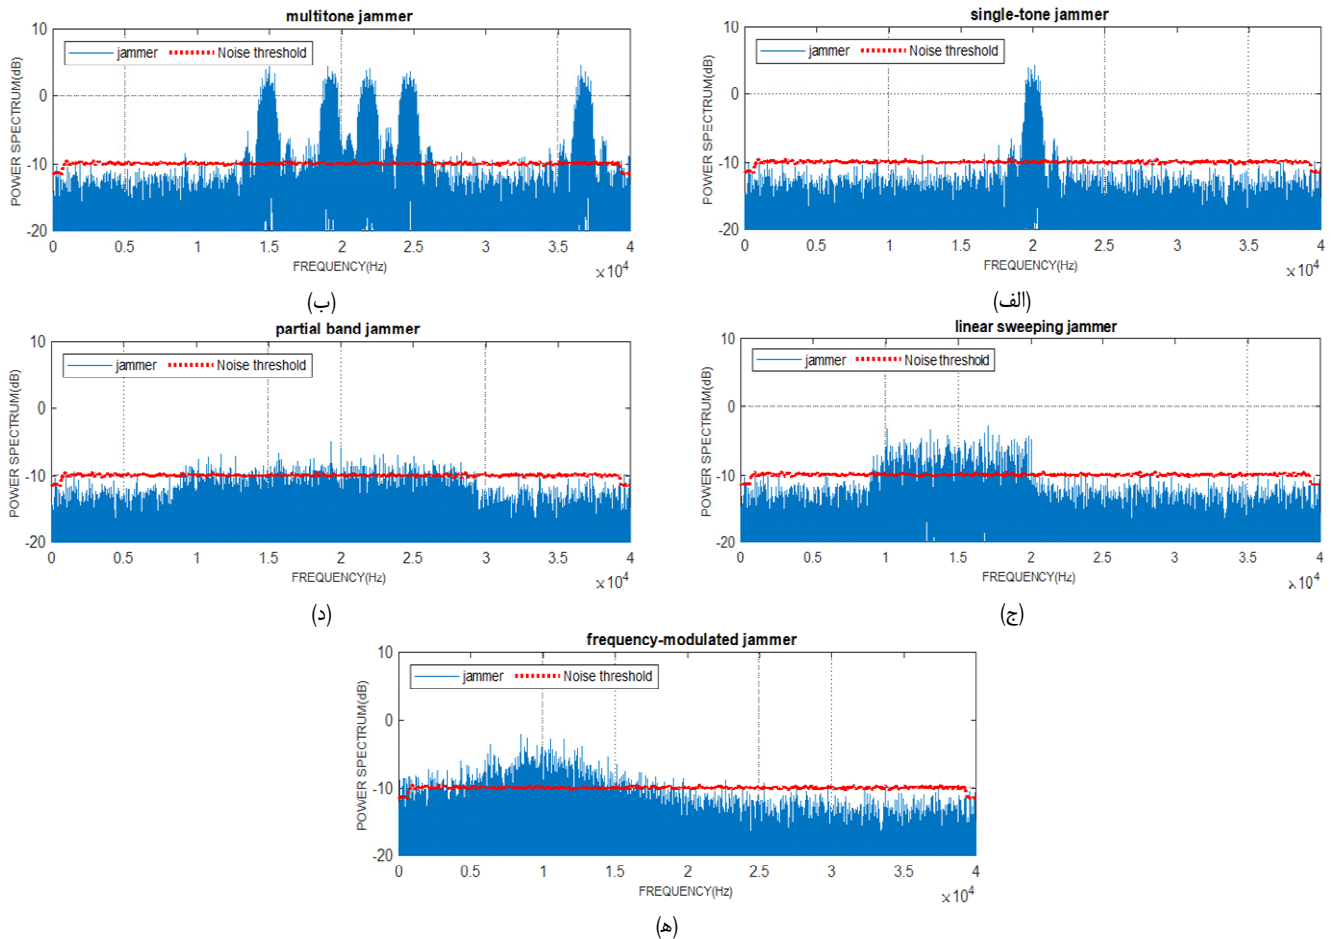 multitone jammer
jammer Noise threshold
POWER SPECTRUM(dB)
10
0
-10
-20
0 0.5 1 1.5 2 2.5 3 3.5 4
FREQUENCY(Hz)
×10^4
(ب)
single-tone jammer
jammer Noise threshold
POWER SPECTRUM(dB)
10
0
-10
-20
0 0.5 1 1.5 2 2.5 3 3.5 4
FREQUENCY(Hz)
×10^4
(الف)
partial band jammer
jammer Noise threshold
POWER SPECTRUM(dB)
10
0
-10
-20
0 0.5 1 1.5 2 2.5 3 3.5 4
FREQUENCY(Hz)
×10^4
(د)
linear sweeping jammer
jammer Noise threshold
POWER SPECTRUM(dB)
10
0
-10
-20
0 0.5 1 1.5 2 2.5 3 3.5 4
FREQUENCY(Hz)
×10^4
(ج)
frequency-modulated jammer
jammer Noise threshold
POWER SPECTRUM(dB)
10
0
-10
-20
0 0.5 1 1.5 2 2.5 3 3.5 4
FREQUENCY(Hz)
×10^4
(ه)